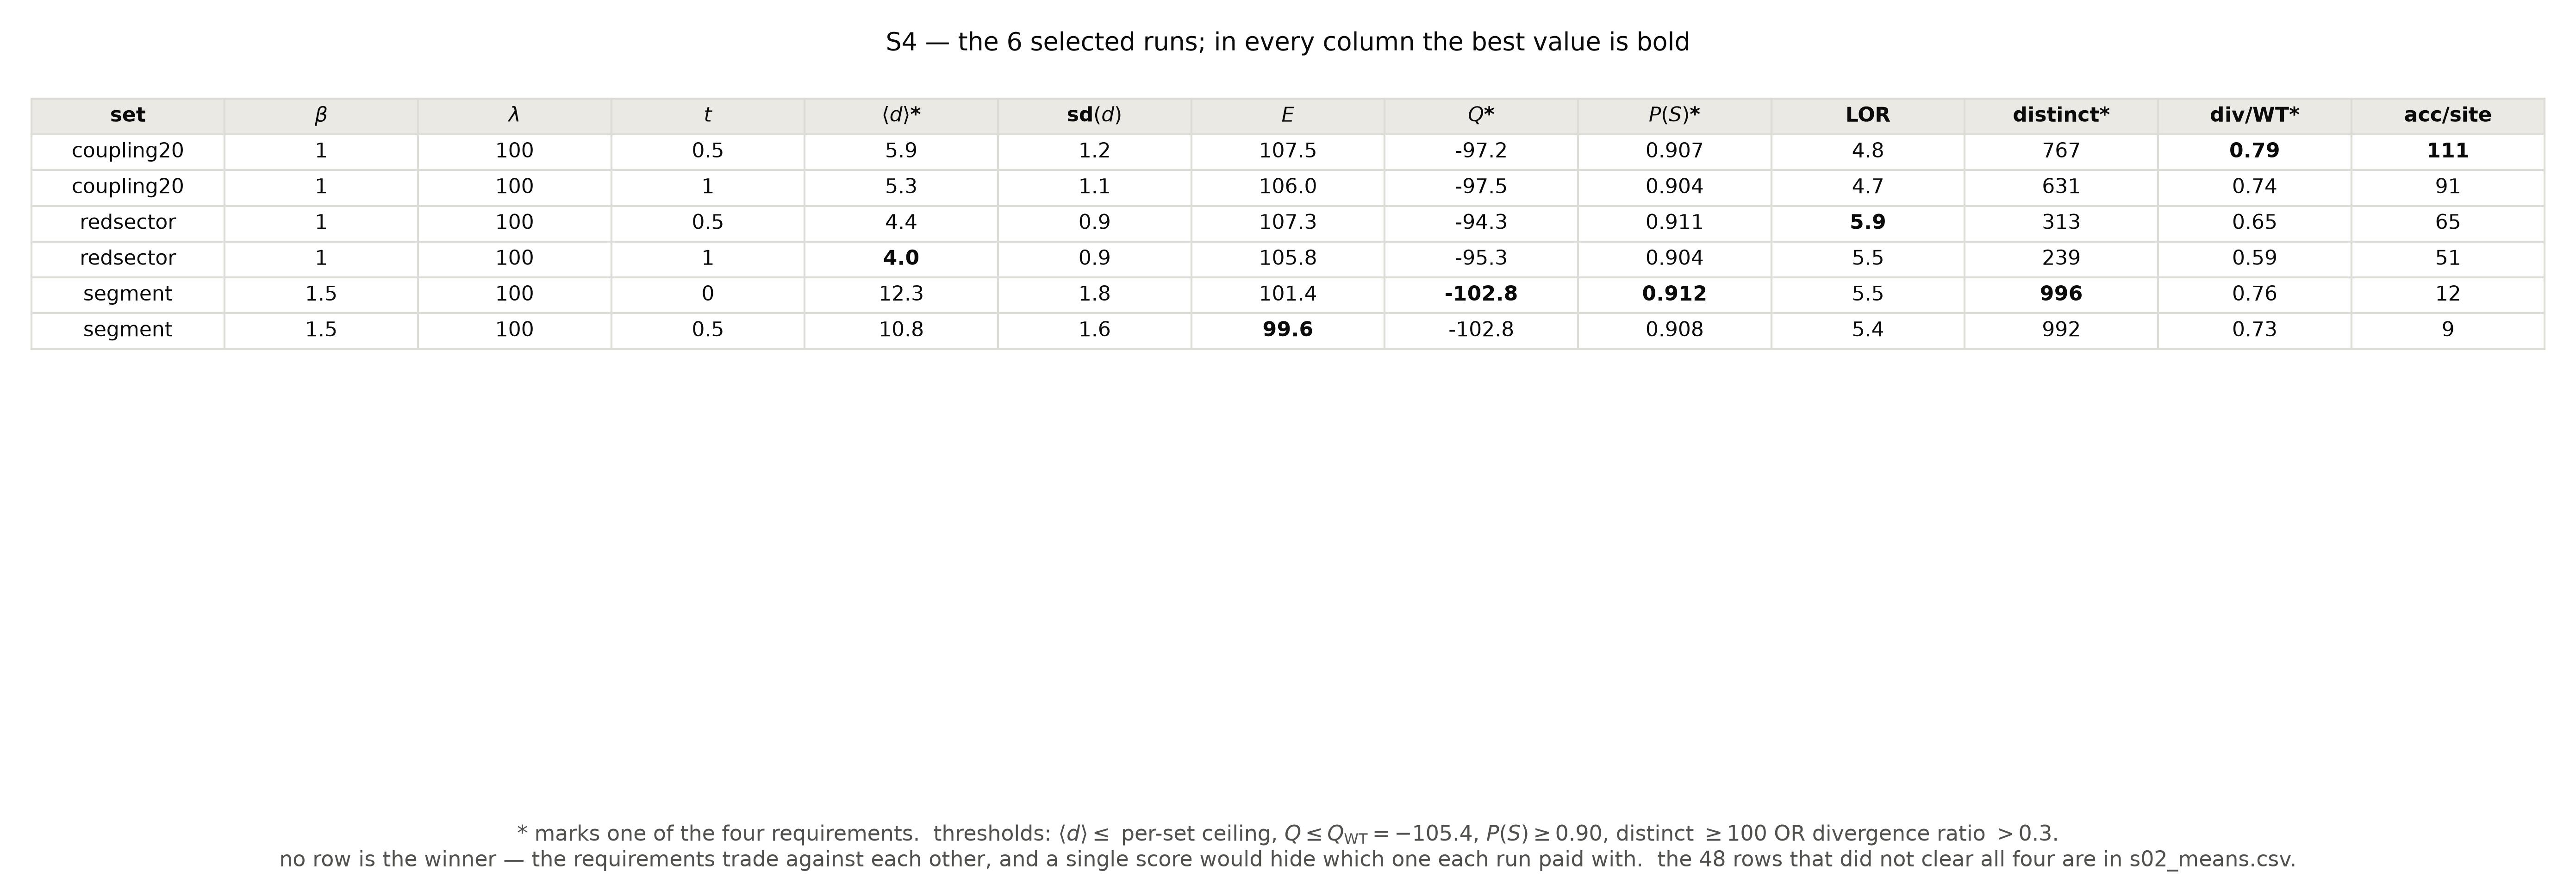 S4 — the 6 selected runs; in every column the best value is bold
set β λ t ⟨d⟩* sd(d) E Q* P(S)* LOR distinct* div/WT* acc/site
coupling20 1 100 0.5 5.9 1.2 107.5 -97.2 0.907 4.8 767 0.79 111
coupling20 1 100 1 5.3 1.1 106.0 -97.5 0.904 4.7 631 0.74 91
redsector 1 100 0.5 4.4 0.9 107.3 -94.3 0.911 5.9 313 0.65 65
redsector 1 100 1 4.0 0.9 105.8 -95.3 0.904 5.5 239 0.59 51
segment 1.5 100 0 12.3 1.8 101.4 -102.8 0.912 5.5 996 0.76 12
segment 1.5 100 0.5 10.8 1.6 99.6 -102.8 0.908 5.4 992 0.73 9
* marks one of the four requirements. thresholds: ⟨d⟩ ≤ per-set ceiling, Q ≤ Q_WT = −105.4, P(S) ≥ 0.90, distinct ≥ 100 OR divergence ratio > 0.3.
no row is the winner — the requirements trade against each other, and a single score would hide which one each run paid with. the 48 rows that did not clear all four are in s02_means.csv.